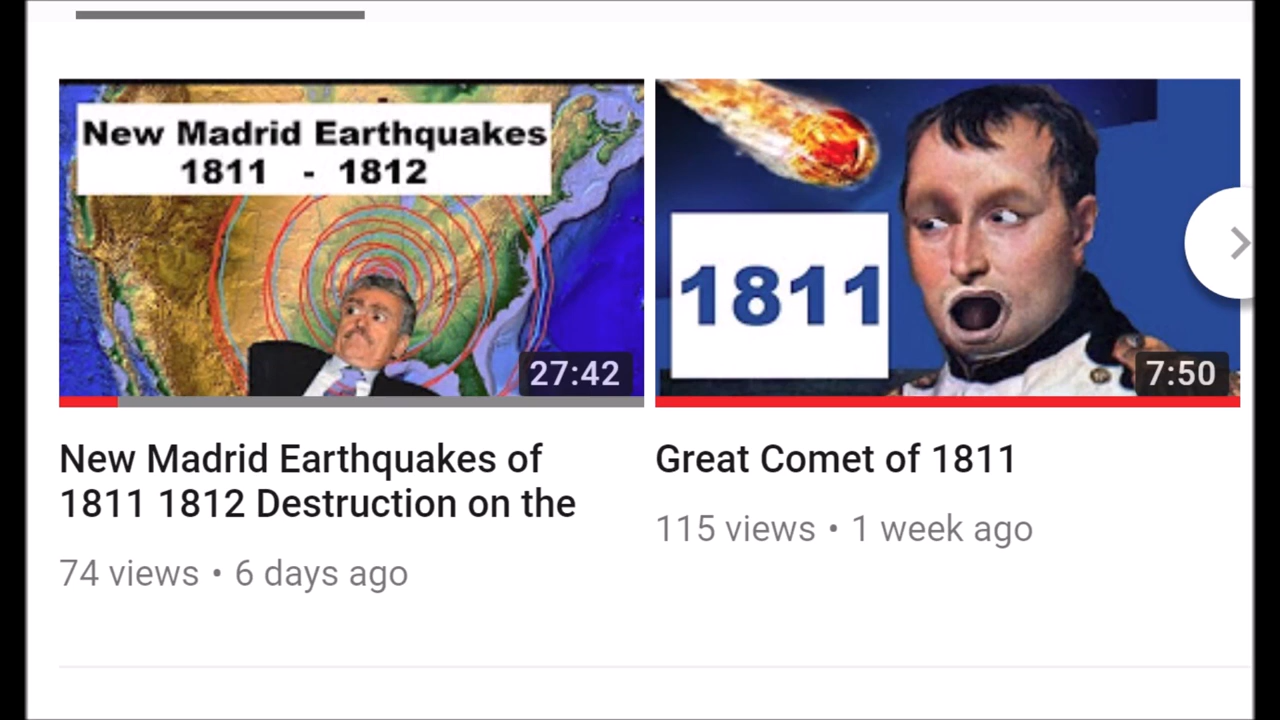 New Madrid Earthquakes
1811 - 1812
27:42
1811
7:50
New Madrid Earthquakes of
1811 1812 Destruction on the
74 views • 6 days ago
Great Comet of 1811
115 views • 1 week ago